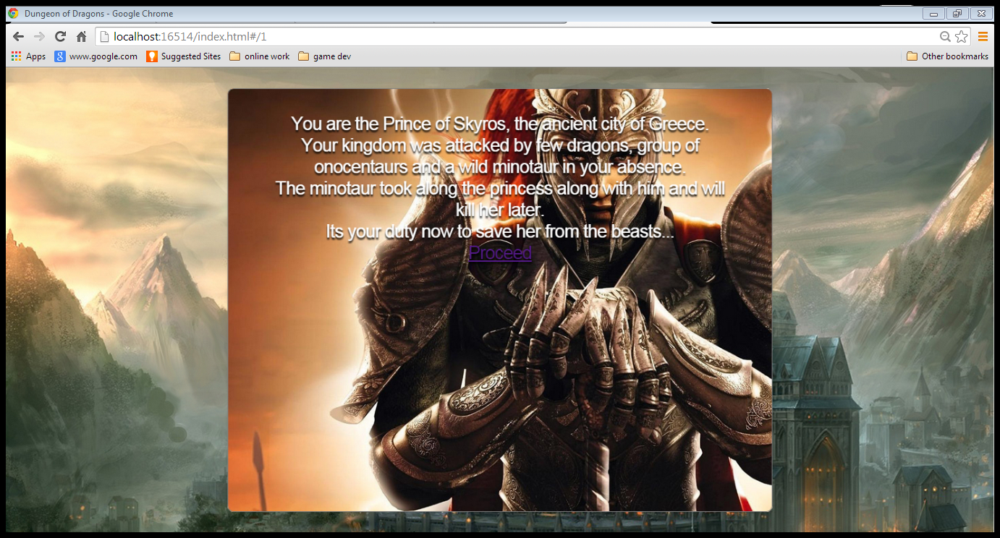 Dungeon of Dragons - Google Chrome
localhost:16514/index.html#/1
Apps www.google.com Suggested Sites online work game dev Other bookmarks
You are the Prince of Skyros, the ancient city of Greece.
Your kingdom was attacked by few dragons, group of
onocentaurs and a wild minotaur in your absence.
The minotaur took along the princess along with him and will
kill her later.
Its your duty now to save her from the beasts...
Proceed